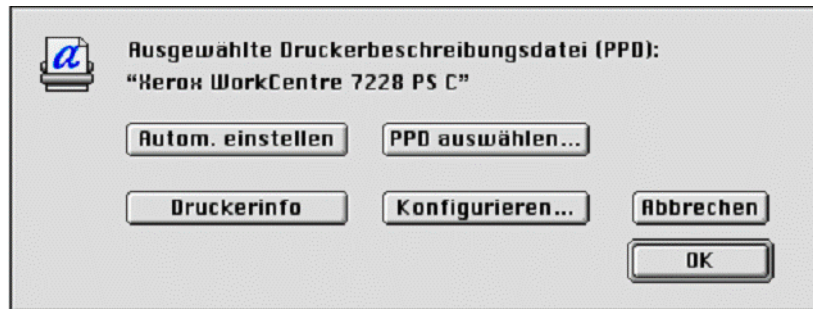 Ausgewählte Druckerbeschreibungsdatei (PPD):
“Xerox WorkCentre 7228 PS C”
Autom. einstellen PPD auswählen...
Druckerinfo Konfigurieren... Abbrechen
OK